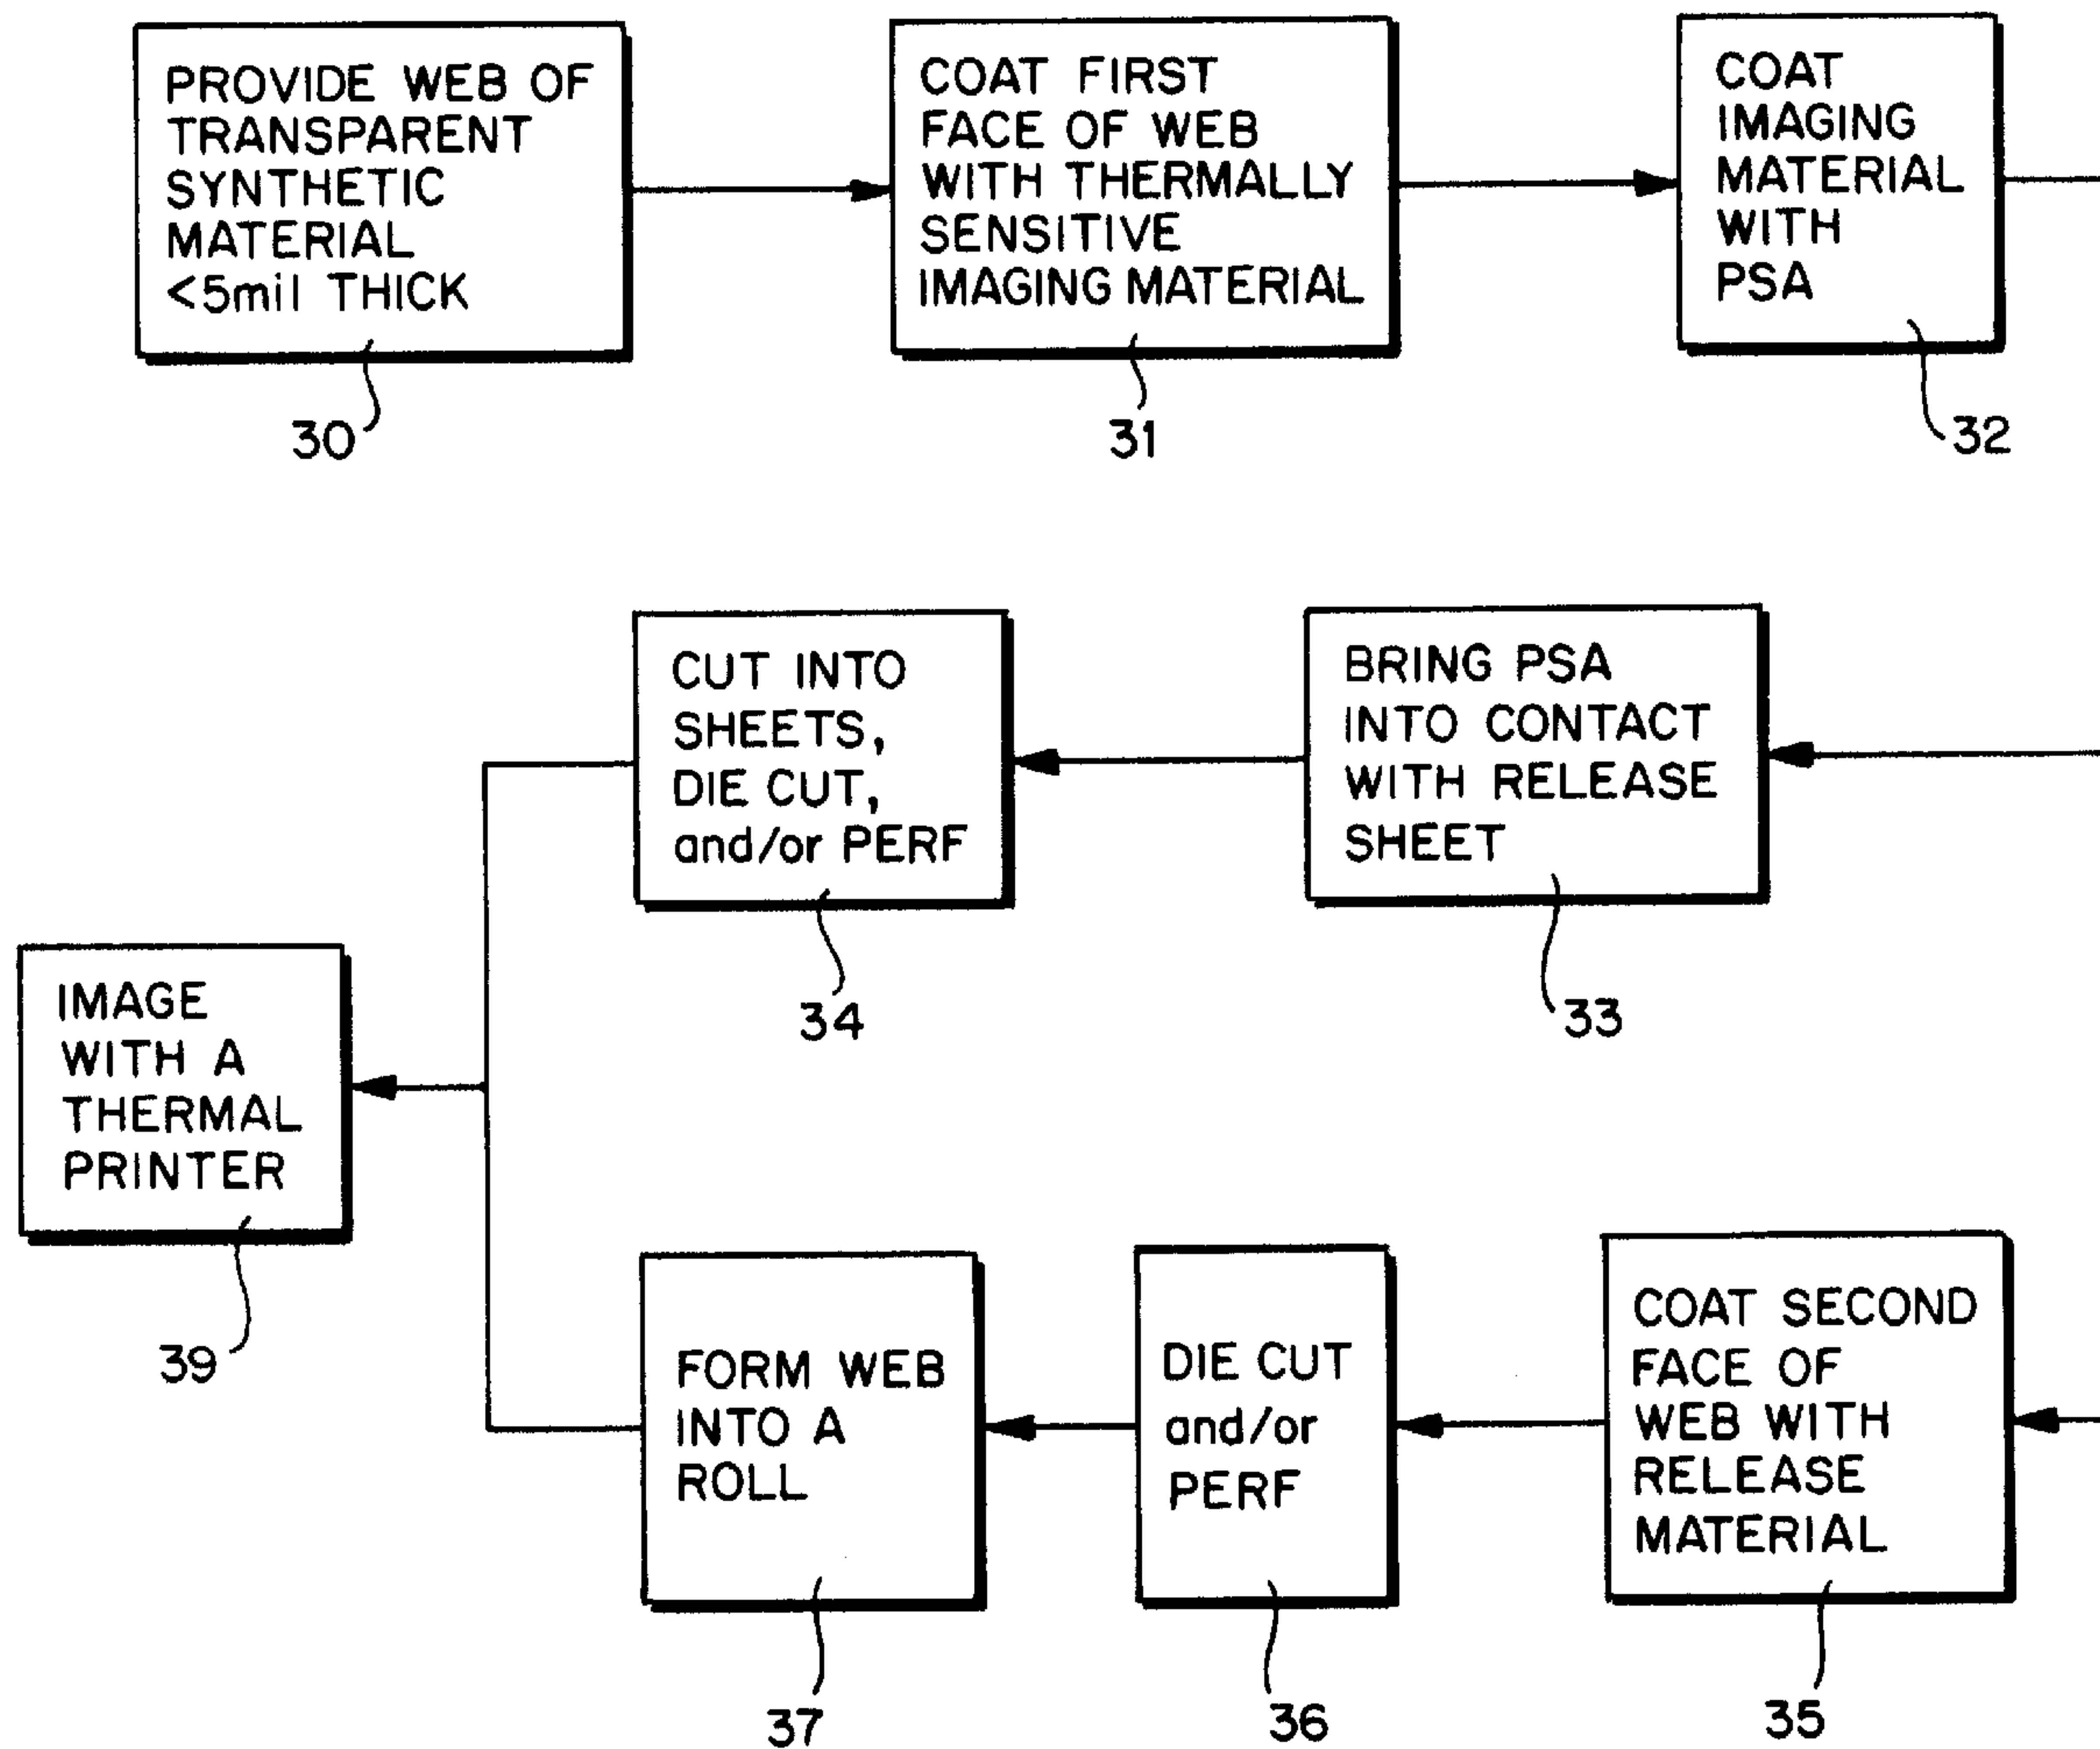 PROVIDE WEB OF
TRANSPARENT
SYNTHETIC
MATERIAL
<5mil THICK
30
COAT FIRST
FACE OF WEB
WITH THERMALLY
SENSITIVE
IMAGING MATERIAL
31
COAT
IMAGING
MATERIAL
WITH
PSA
32
BRING PSA
INTO CONTACT
WITH RELEASE
SHEET
33
CUT INTO
SHEETS,
DIE CUT,
and/or PERF
34
COAT SECOND
FACE OF
WEB WITH
RELEASE
MATERIAL
35
DIE CUT
and/or
PERF
36
FORM WEB
INTO A
ROLL
37
IMAGE
WITH A
THERMAL
PRINTER
39